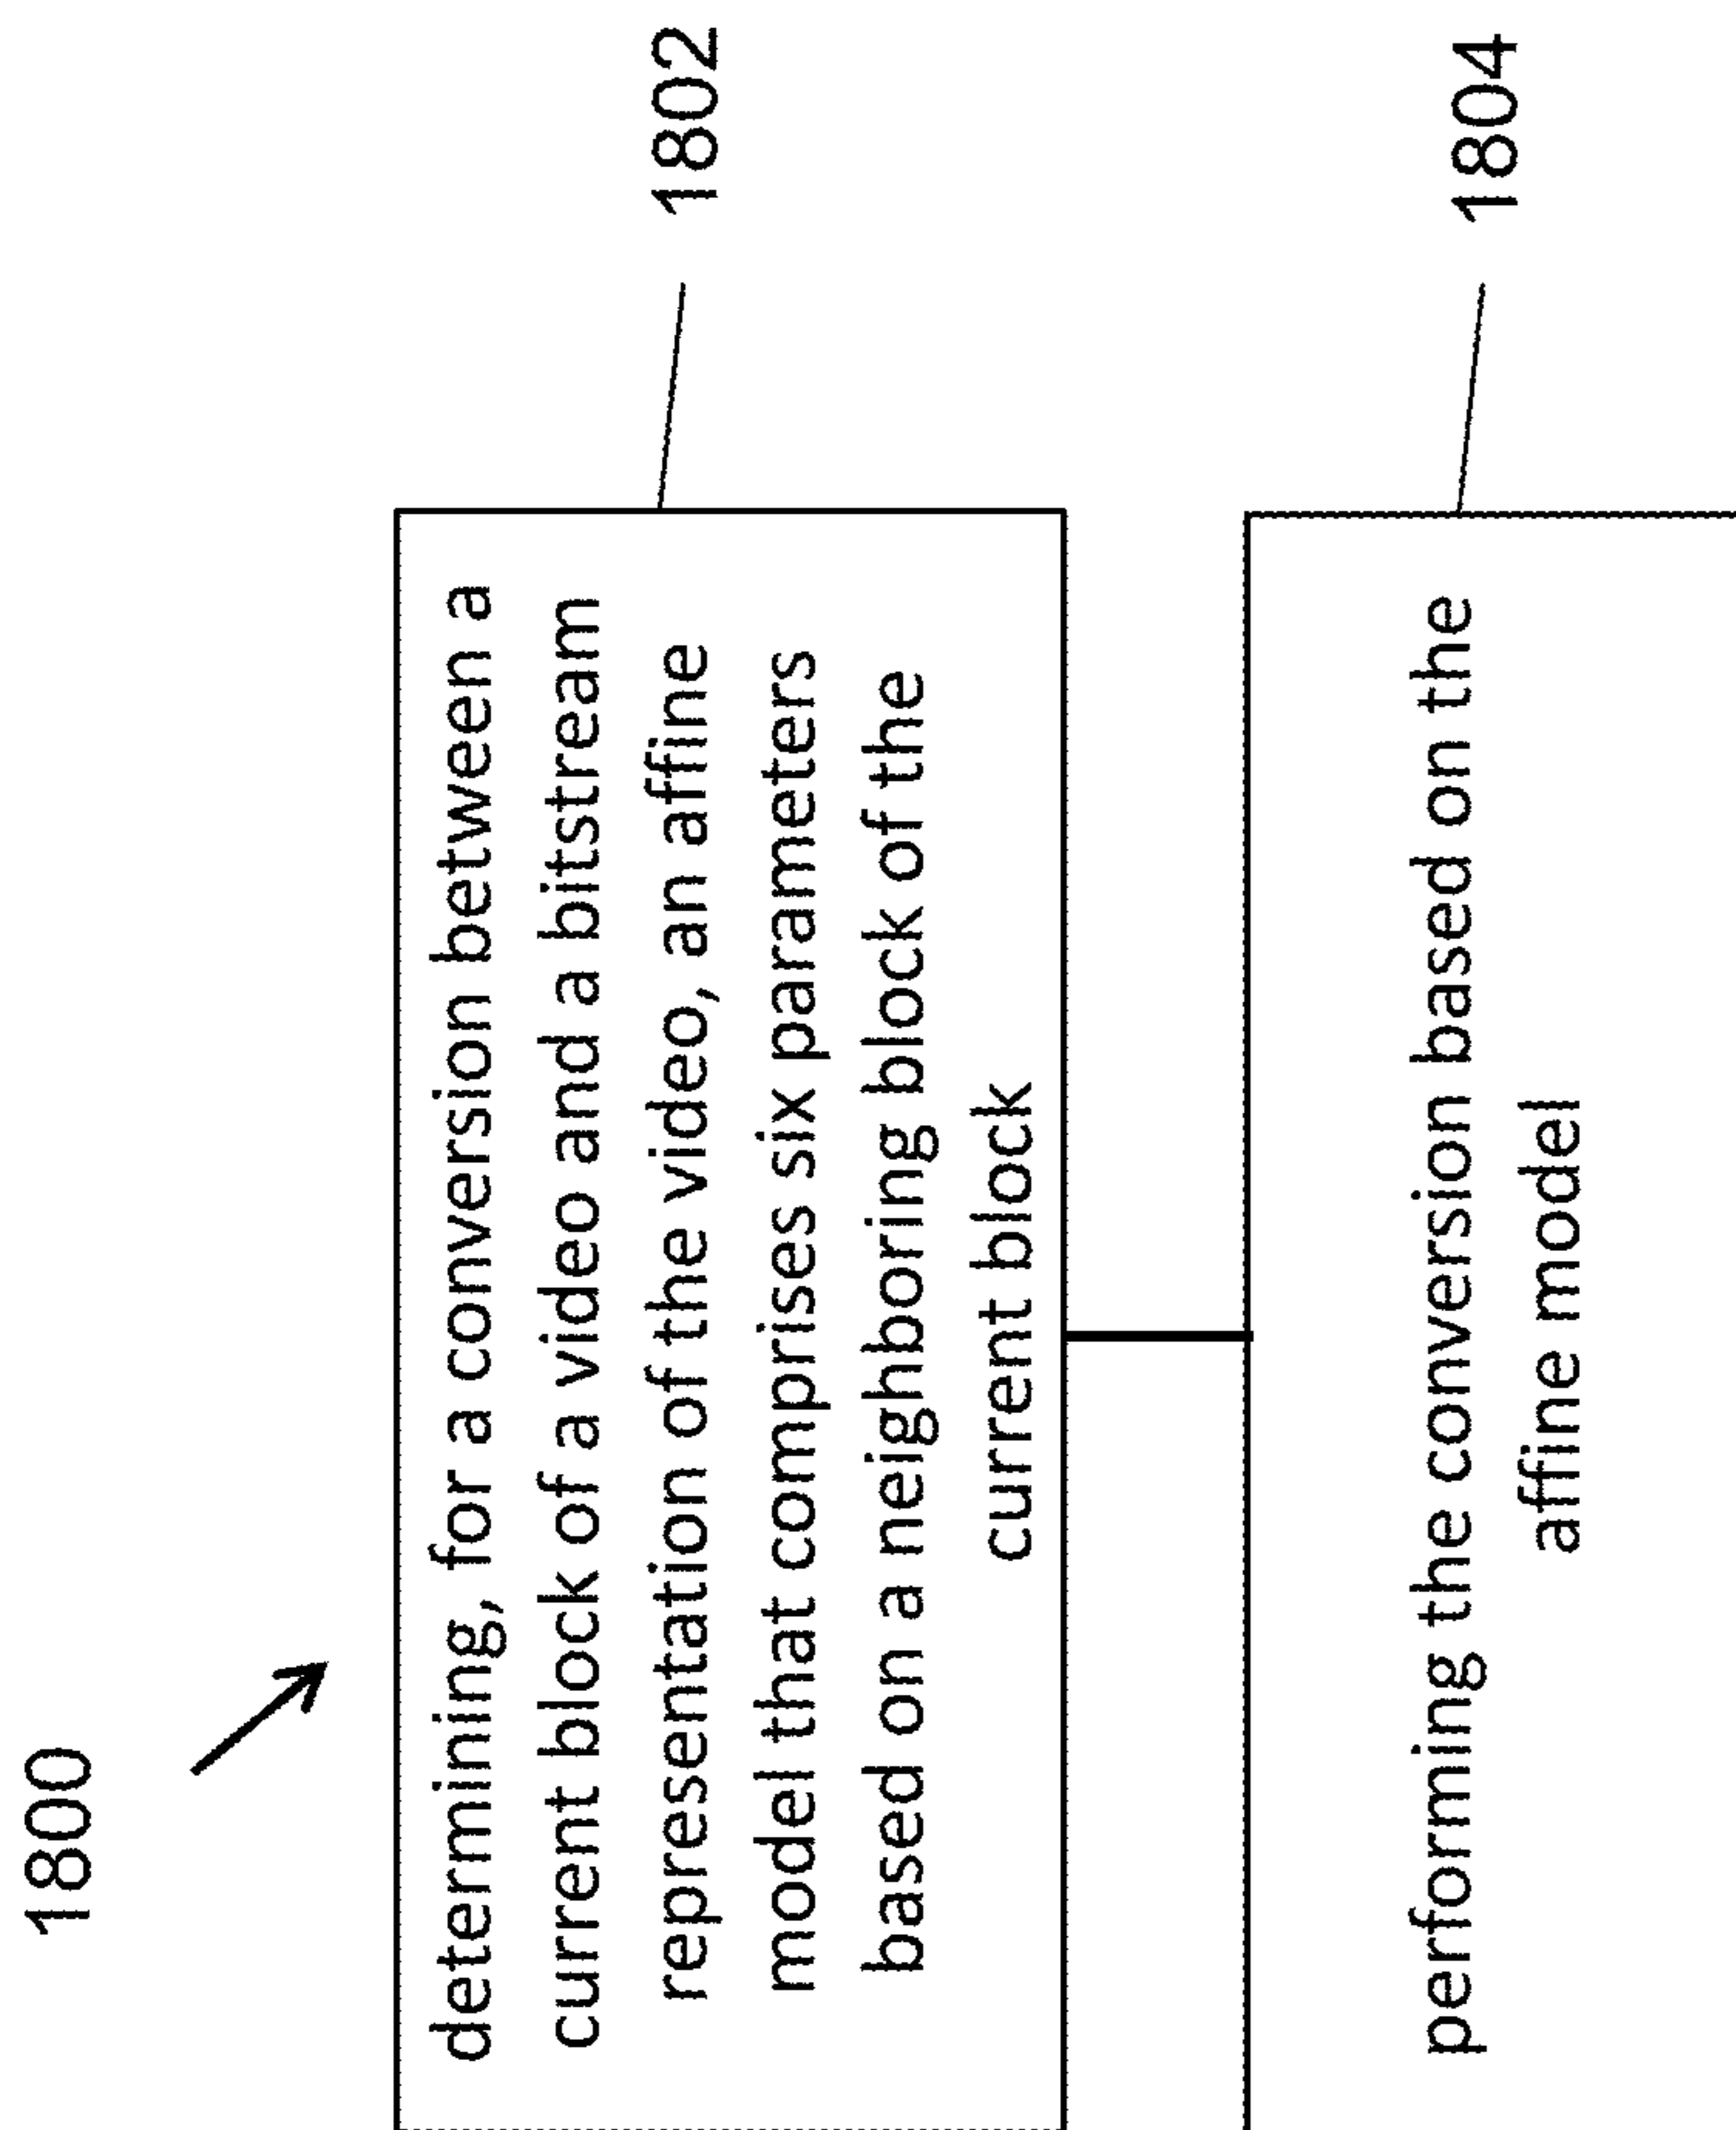 1800
determining, for a conversion between a
current block of a video and a bitstream
representation of the video, an affine
model that comprises six parameters
based on a neighboring block of the
current block
1802
performing the conversion based on the
affine model
1804